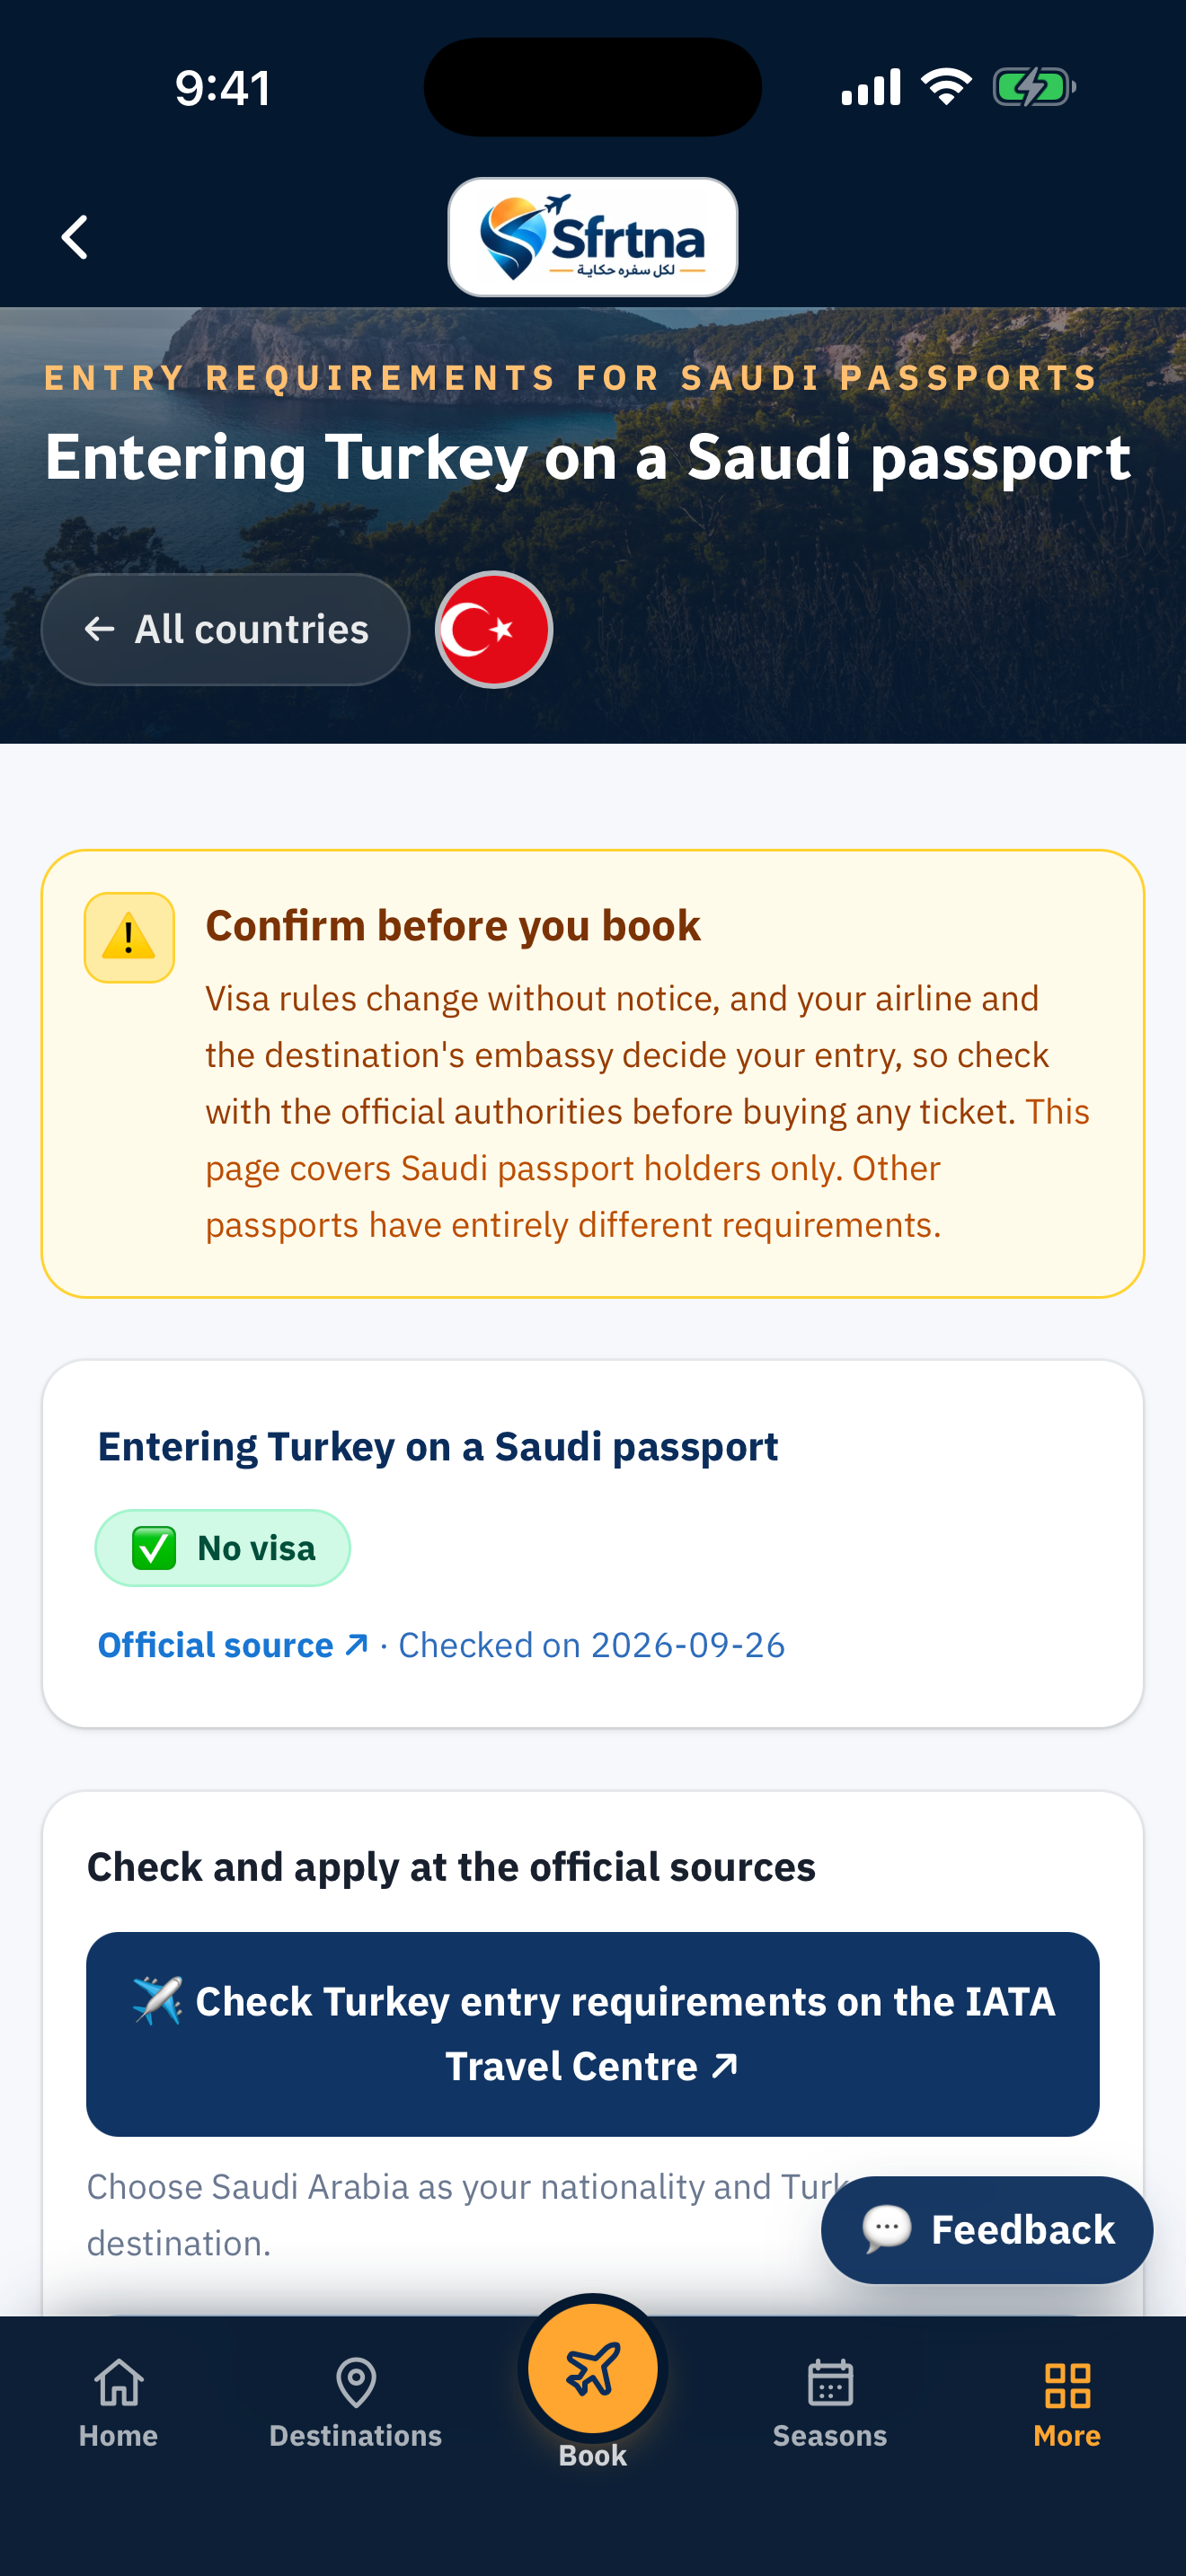 9:41
Sfrtna
لكل سفره حكاية
ENTRY REQUIREMENTS FOR SAUDI PASSPORTS
Entering Turkey on a Saudi passport
← All countries
Confirm before you book
Visa rules change without notice, and your airline and
the destination's embassy decide your entry, so check
with the official authorities before buying any ticket. This
page covers Saudi passport holders only. Other
passports have entirely different requirements.
Entering Turkey on a Saudi passport
✅ No visa
Official source ↗ · Checked on 2026-09-26
Check and apply at the official sources
✈️ Check Turkey entry requirements on the IATA
Travel Centre ↗
Choose Saudi Arabia as your nationality and
destination.
💬 Feedback
Home
Destinations
Book
Seasons
More